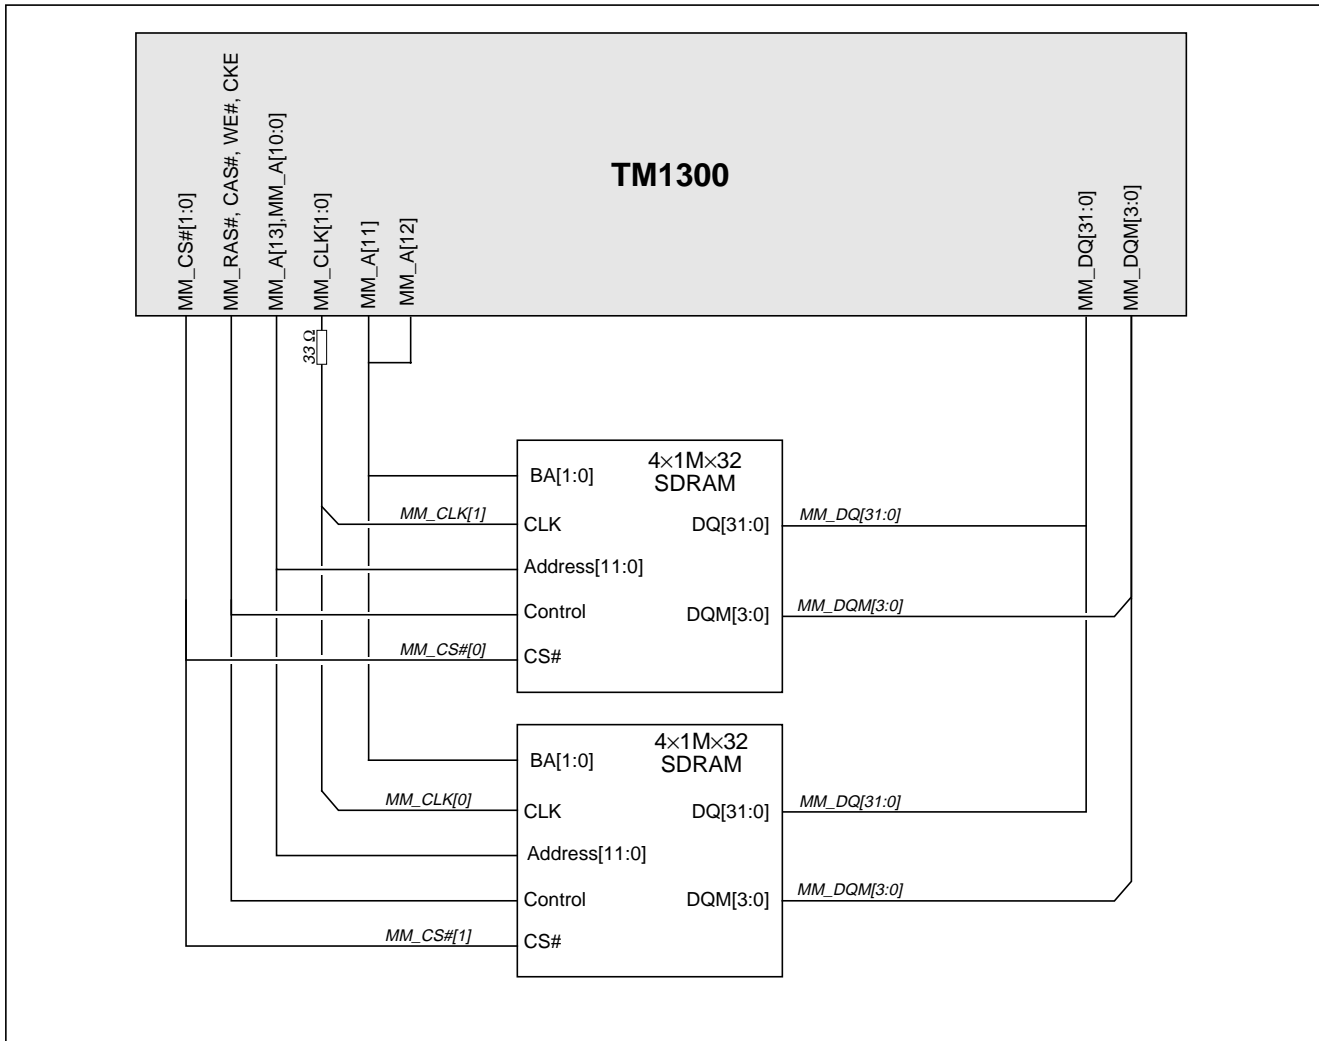 TM1300
MM_CS#[1:0]
MM_RAS#, CAS#, WE#, CKE
MM_A[13],MM_A[10:0]
MM_CLK[1:0]
MM_A[11]
MM_A[12]
MM_DQ[31:0]
MM_DQM[3:0]
33 Ω
4×1M×32
SDRAM
BA[1:0]
MM_CLK[1]
CLK
DQ[31:0]
MM_DQ[31:0]
Address[11:0]
Control
DQM[3:0]
MM_DQM[3:0]
MM_CS#[0]
CS#
4×1M×32
SDRAM
BA[1:0]
MM_CLK[0]
CLK
DQ[31:0]
MM_DQ[31:0]
Address[11:0]
Control
DQM[3:0]
MM_DQM[3:0]
MM_CS#[1]
CS#